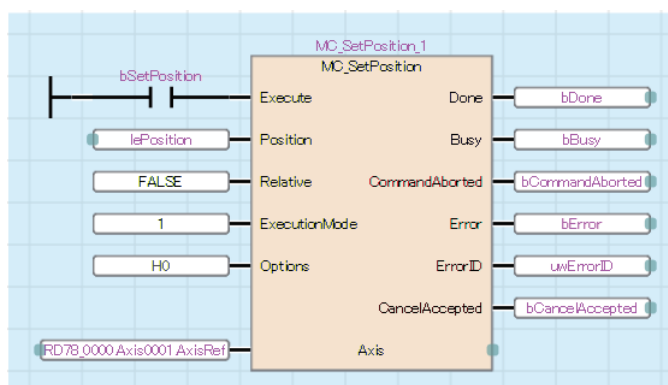 MC_SetPosition_1
MC_SetPosition
bSetPosition
Execute Done bDone
lePosition Position Busy bBusy
FALSE Relative CommandAborted bCommandAborted
1 ExecutionMode Error bError
H0 Options ErrorID uwErrorID
CancelAccepted bCancelAccepted
RD78_0000.Axis0001.AxisRef Axis